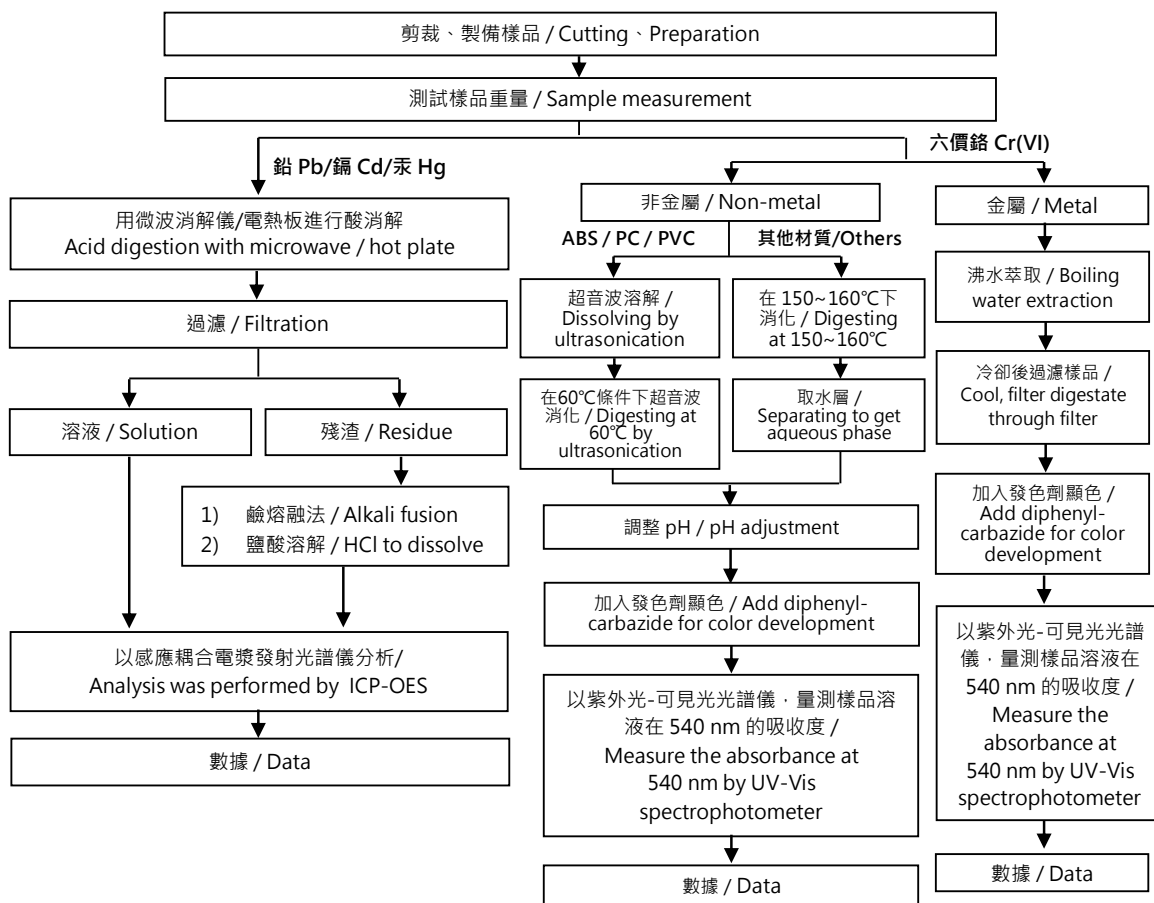 剪裁、製備樣品 / Cutting、Preparation
測試樣品重量 / Sample measurement
鉛 Pb/鎘 Cd/汞 Hg
六價鉻 Cr(VI)
用微波消解儀/電熱板進行酸消解
Acid digestion with microwave / hot plate
過濾 / Filtration
溶液 / Solution
殘渣 / Residue
1) 鹼熔融法 / Alkali fusion
2) 鹽酸溶解 / HCl to dissolve
以感應耦合電漿發射光譜儀分析/
Analysis was performed by ICP-OES
數據 / Data
非金屬 / Non-metal
ABS / PC / PVC
其他材質/Others
超音波溶解 /
Dissolving by
ultrasonication
在60℃條件下超音波
消化 / Digesting at
60℃ by
ultrasonication
在 150~160℃下
消化 / Digesting
at 150~160℃
取水層 /
Separating to get
aqueous phase
調整 pH / pH adjustment
加入發色劑顯色 / Add diphenyl-
carbazide for color development
以紫外光-可見光光譜儀，量測樣品溶
液在 540 nm 的吸收度 /
Measure the absorbance at
540 nm by UV-Vis
spectrophotometer
數據 / Data
金屬 / Metal
沸水萃取 / Boiling
water extraction
冷卻後過濾樣品 /
Cool, filter digestate
through filter
加入發色劑顯色 /
Add diphenyl-
carbazide for color
development
以紫外光-可見光光譜
儀，量測樣品溶液在
540 nm 的吸收度 /
Measure the
absorbance at
540 nm by UV-Vis
spectrophotometer
數據 / Data